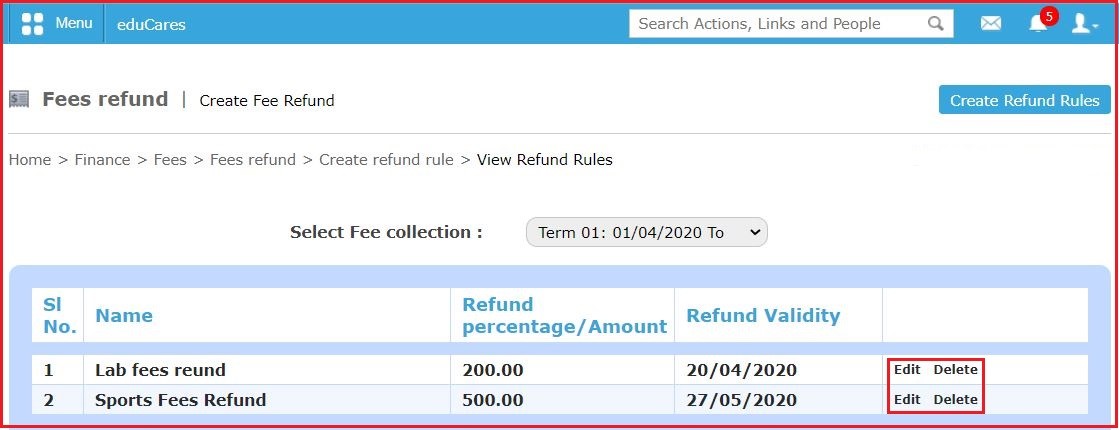 Menu eduCares Search Actions, Links and People 5
Fees refund | Create Fee Refund Create Refund Rules
Home > Finance > Fees > Fees refund > Create refund rule > View Refund Rules
Select Fee collection : Term 01: 01/04/2020 To
Sl No. Name Refund percentage/Amount Refund Validity
1 Lab fees reund 200.00 20/04/2020 Edit Delete
2 Sports Fees Refund 500.00 27/05/2020 Edit Delete